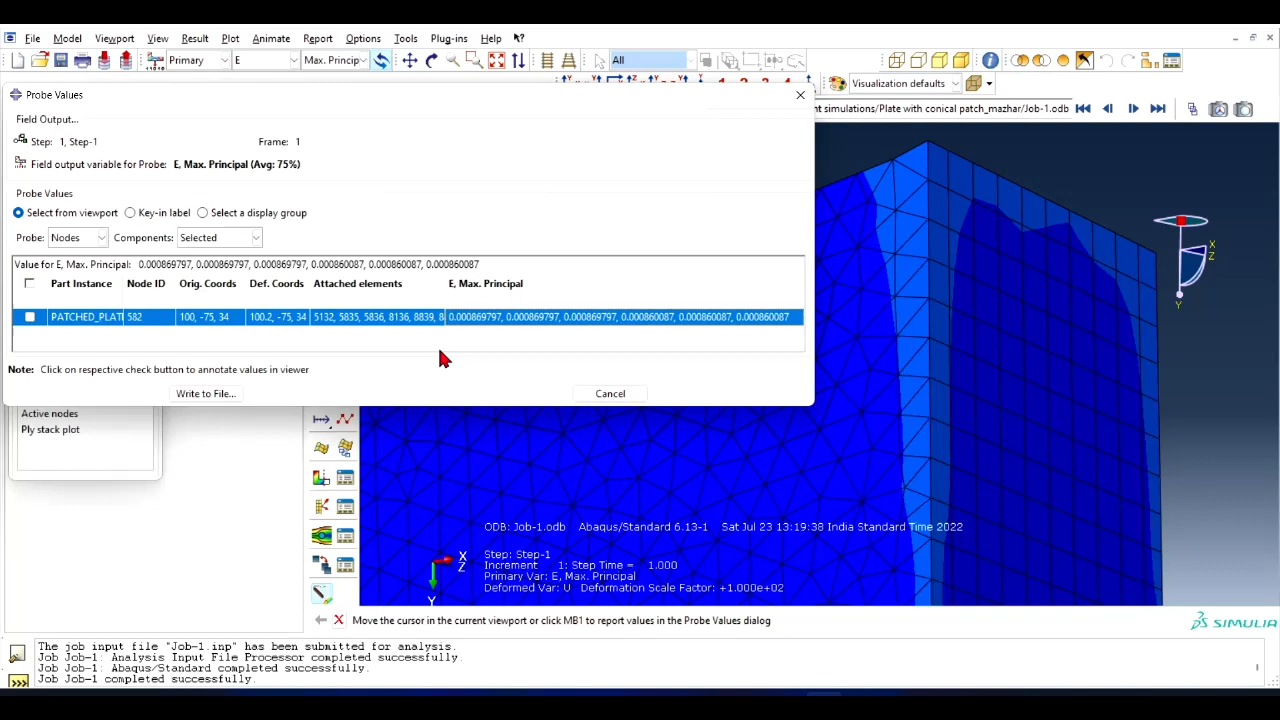 File Model Viewport View Result Plot Animate Report Options Tools Plug-ins Help
Primary E Max. Princip All
Visualization defaults
Probe Values
nt simulations/Plate with conical patch_mazhar/Job-1.odb
Field Output...
Step: 1, Step-1 Frame: 1
Field output variable for Probe: E, Max. Principal (Avg: 75%)
Probe Values
Select from viewport Key-in label Select a display group
Probe: Nodes Components: Selected
Value for E, Max. Principal: 0.000869797, 0.000869797, 0.000869797, 0.000860087, 0.000860087, 0.000860087
Part Instance Node ID Orig. Coords Def. Coords Attached elements E, Max. Principal
PATCHED_PLAT 582 100, -75, 34 100.2, -75, 34 5132, 5835, 5836, 8136, 8839, 8 0.000869797, 0.000869797, 0.000869797, 0.000860087, 0.000860087, 0.000860087
Note: Click on respective check button to annotate values in viewer
Write to File... Cancel
Active nodes
Ply stack plot
X
Z
Y
ODB: Job-1.odb Abaqus/Standard 6.13-1 Sat Jul 23 13:19:38 India Standard Time 2022
Step: Step-1
Increment 1: Step Time = 1.000
Primary Var: E, Max. Principal
Deformed Var: U Deformation Scale Factor: +1.000e+02
X
Z
Y
Move the cursor in the current viewport or click MB1 to report values in the Probe Values dialog
SIMULIA
The job input file "Job-1.inp" has been submitted for analysis.
Job Job-1: Analysis Input File Processor completed successfully.
Job Job-1: Abaqus/Standard completed successfully.
Job Job-1 completed successfully.
>>>